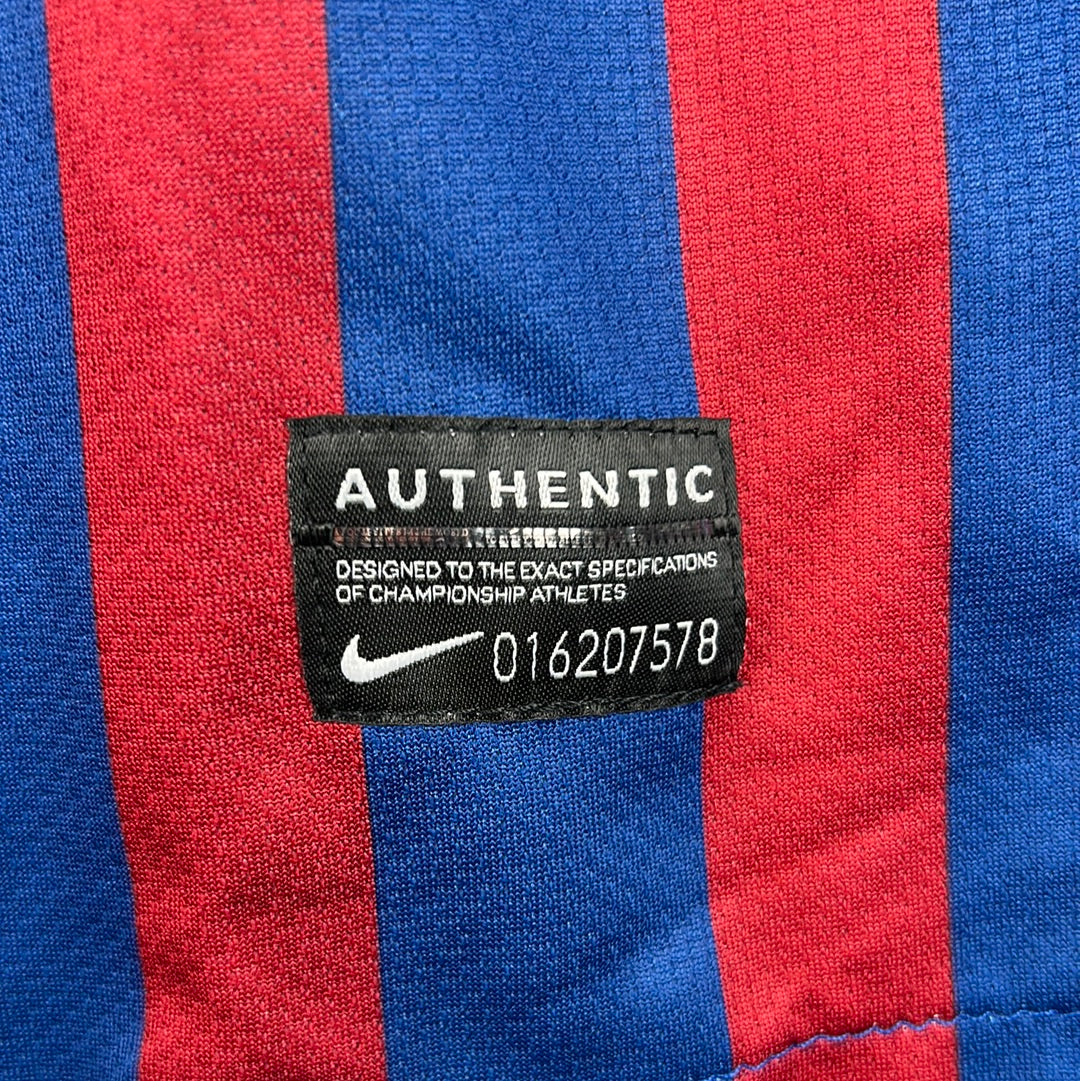 AUTHENTIC
DESIGNED TO THE EXACT SPECIFICATIONS
OF CHAMPIONSHIP ATHLETES
016207578